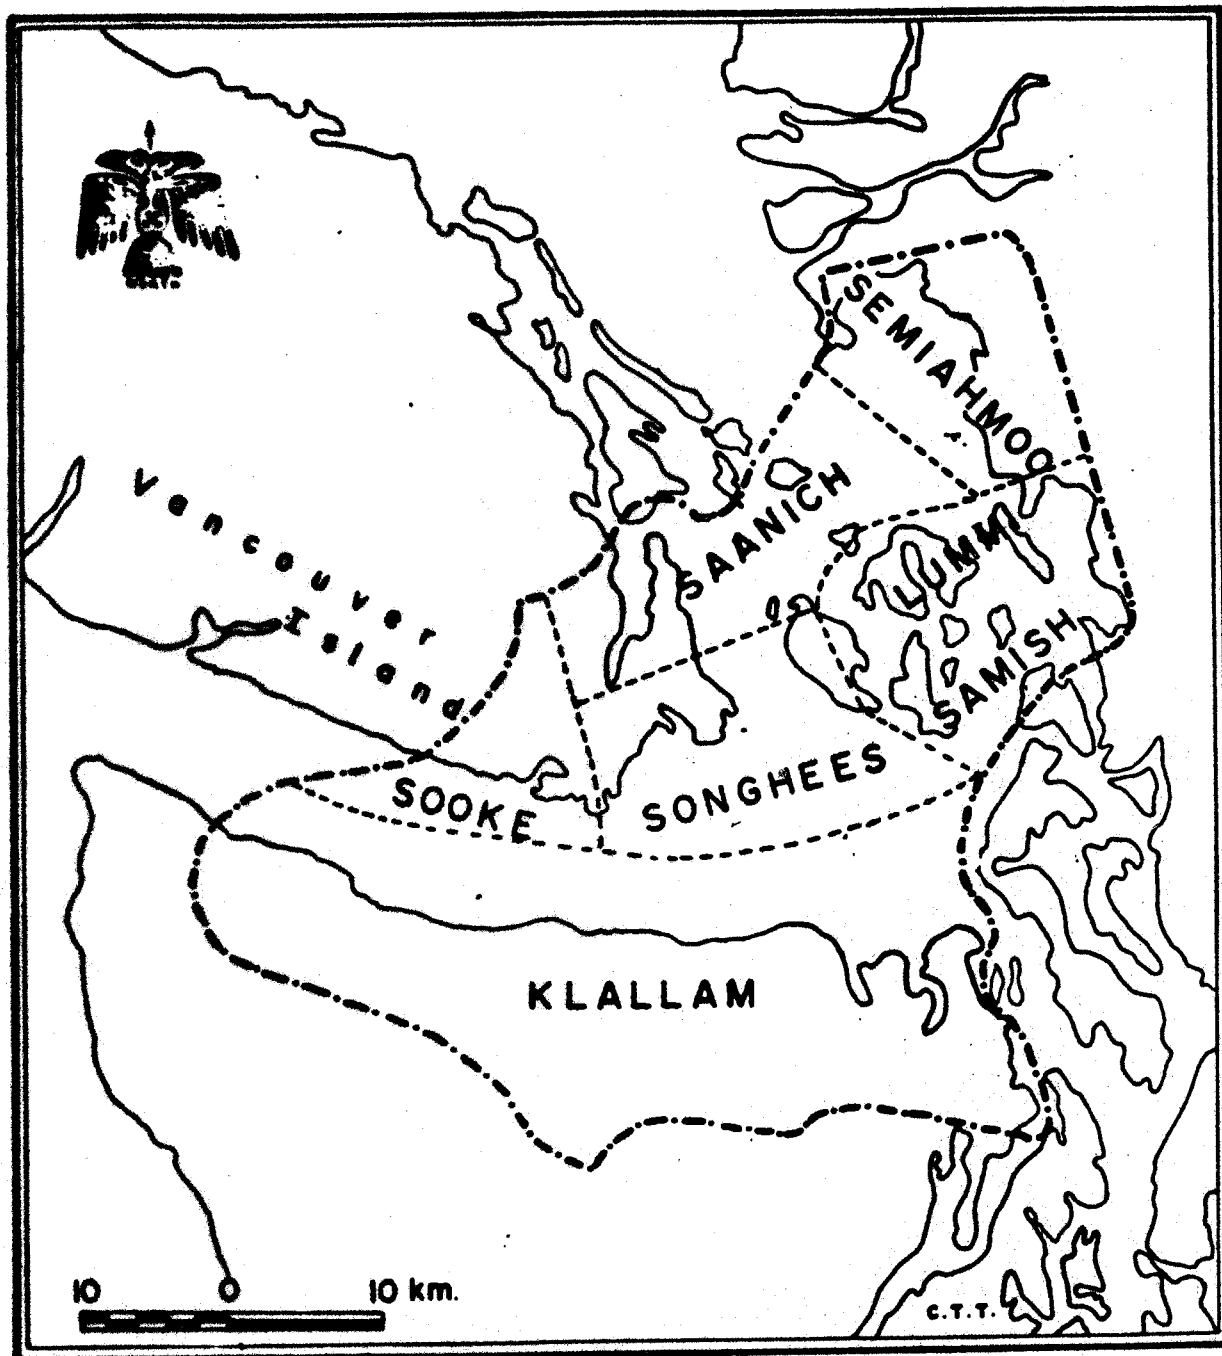 SEMIAHMOO
Vancouver
Island
SAANICH
LUMMI
SAMISH
SOOKE
SONGHEES
KLALLAM
10 0 10 km.
C.T.T.